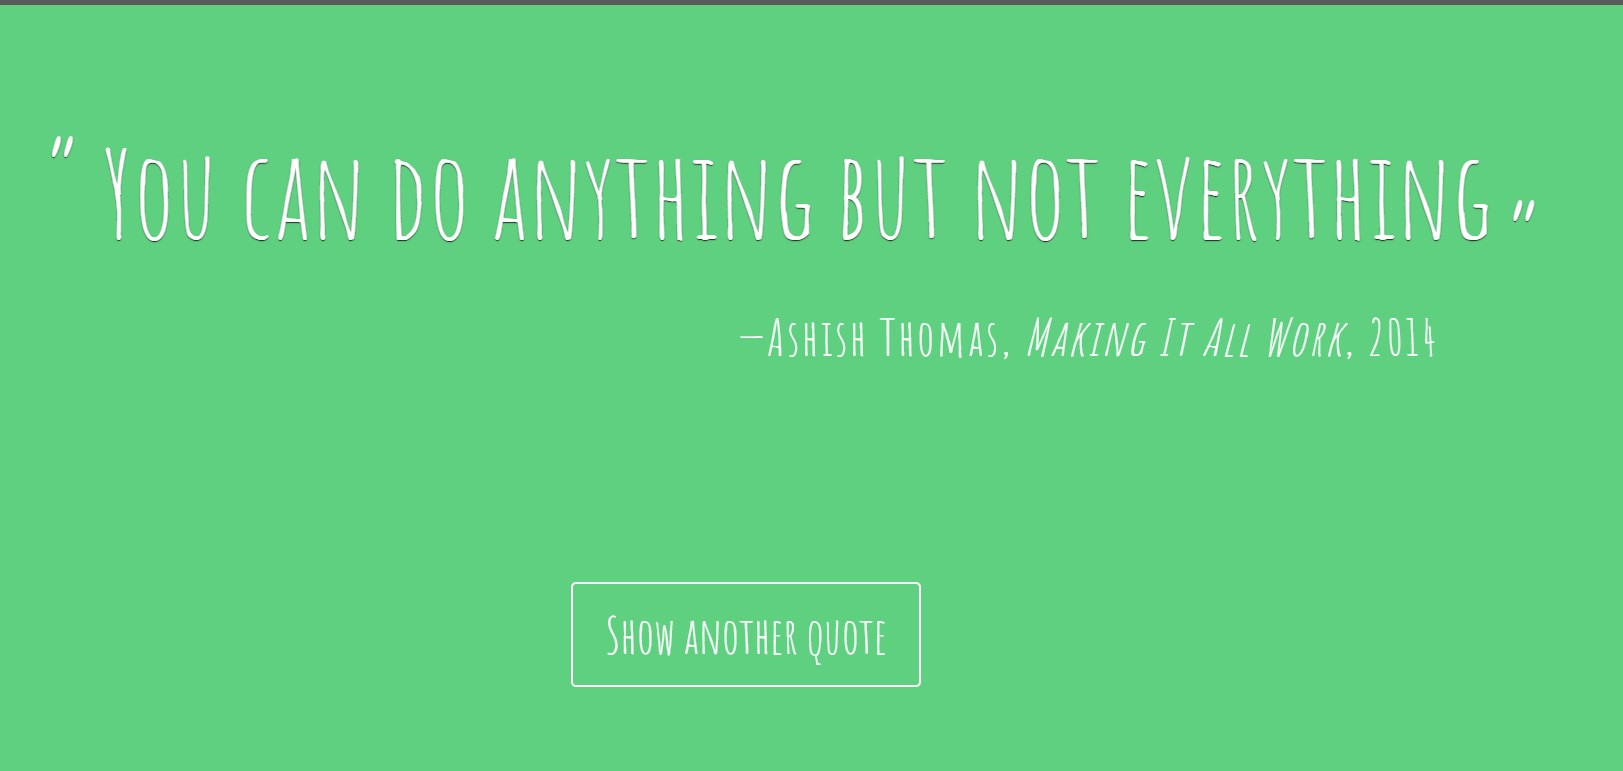 " You can do anything but not everything "
—Ashish Thomas, Making It All Work, 2014
Show another quote